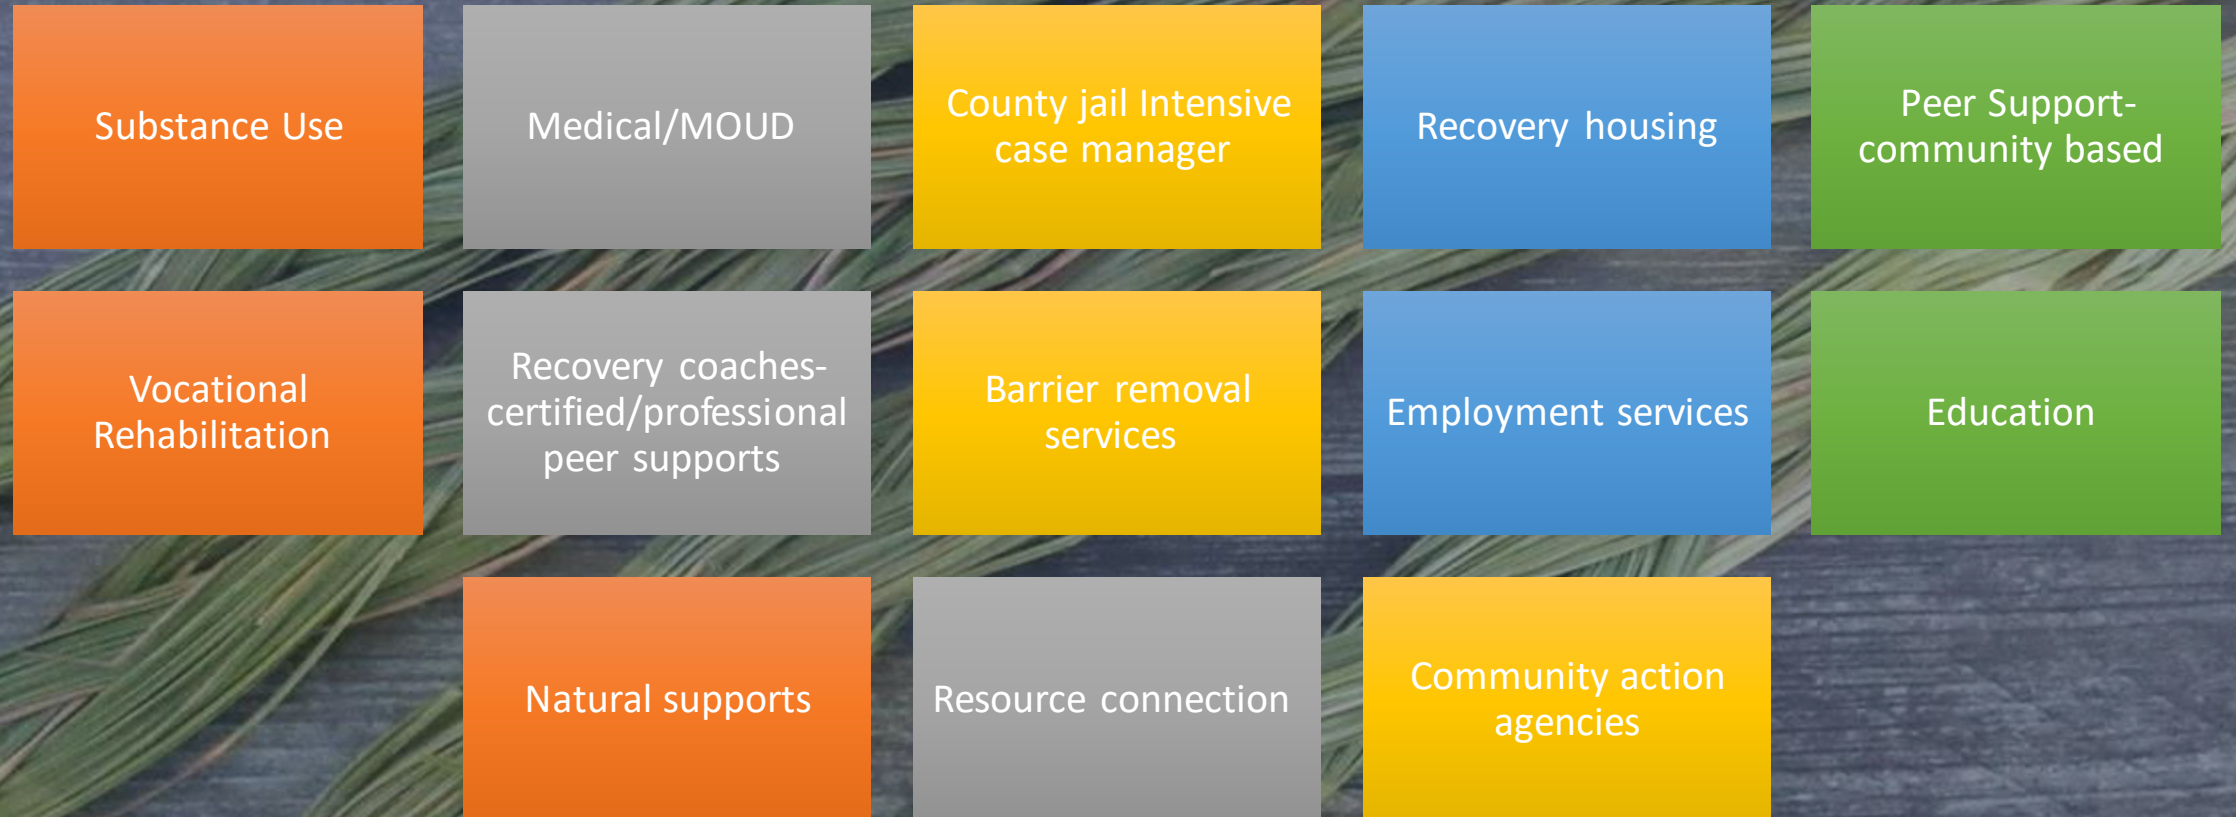 Substance Use
Medical/MOUD
County jail Intensive
case manager
Recovery housing
Peer Support-
community based
Vocational
Rehabilitation
Recovery coaches-
certified/professional
peer supports
Barrier removal
services
Employment services
Education
Natural supports
Resource connection
Community action
agencies